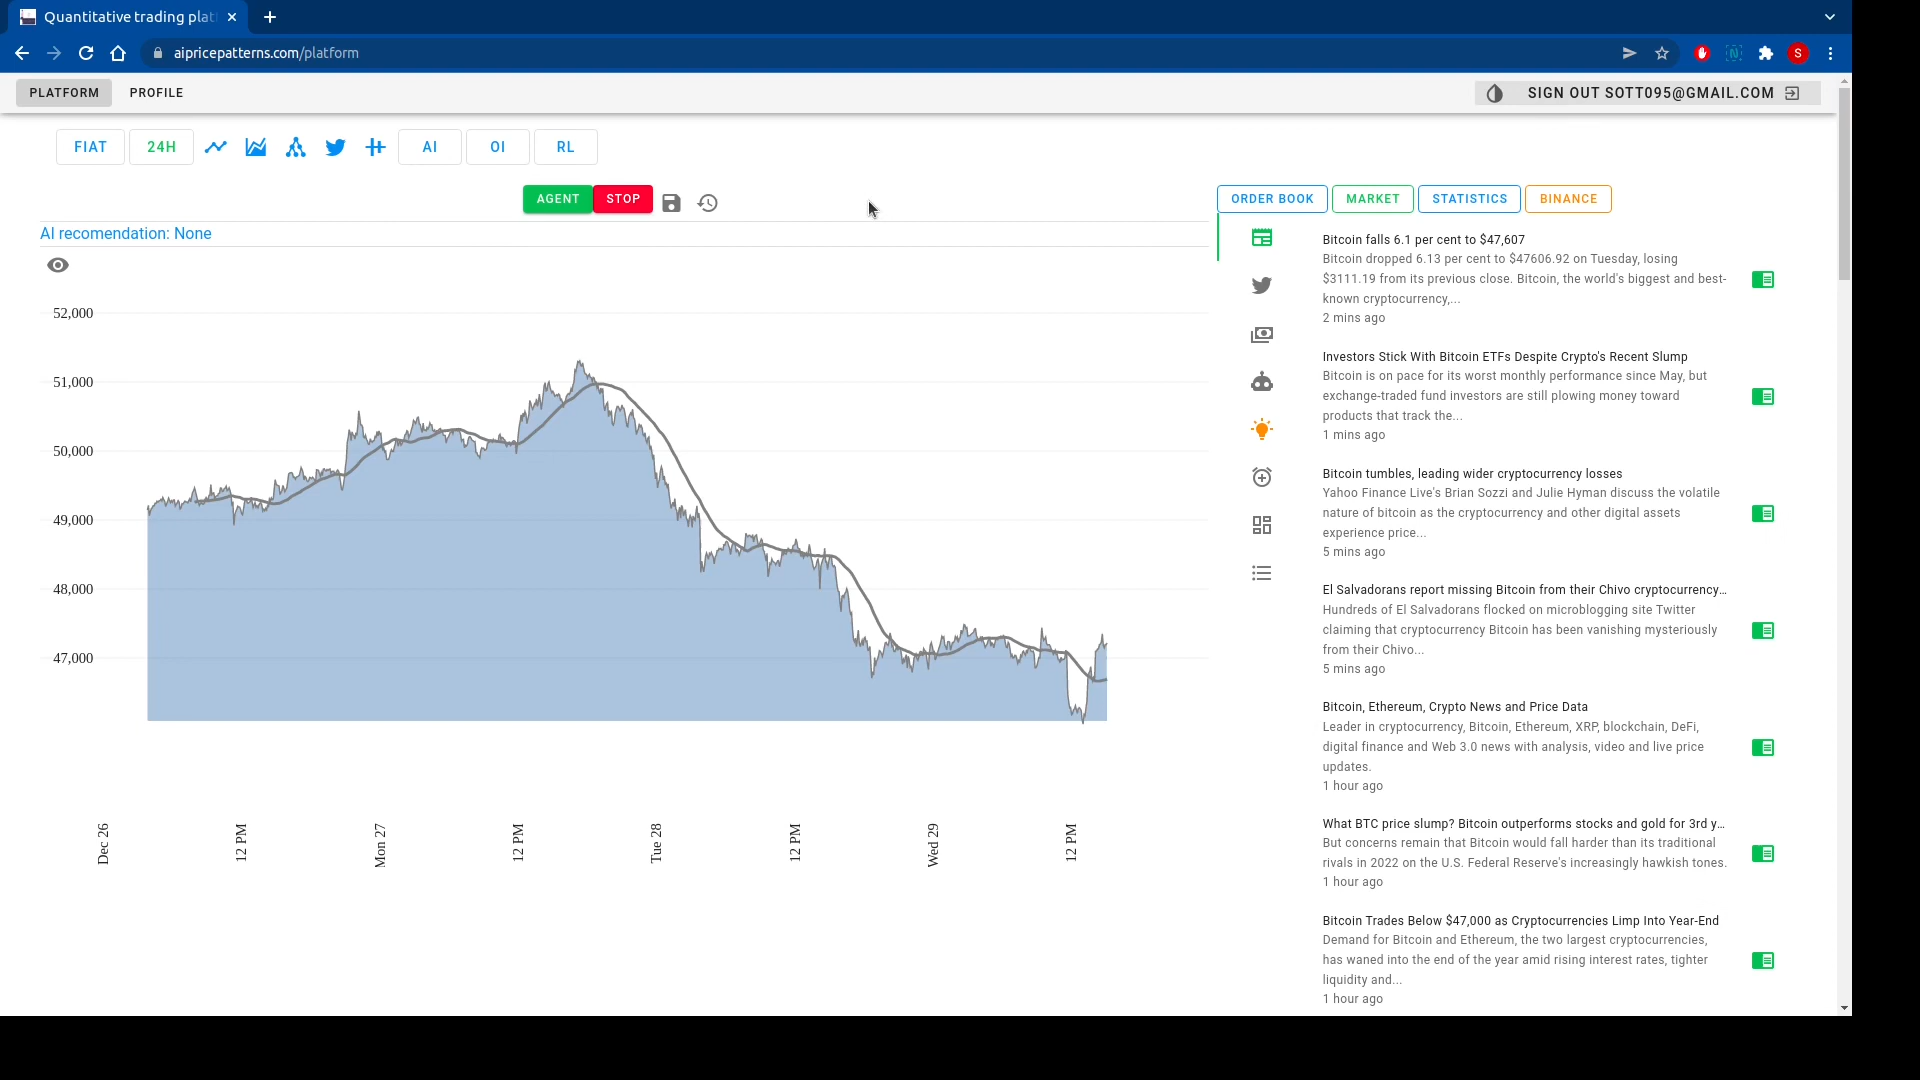 Quantitative trading plat
aipricepatterns.com/platform
S
PLATFORM
PROFILE
SIGN OUT SOTT095@GMAIL.COM
FIAT
24H
AI
OI
RL
AGENT
STOP
ORDER BOOK
MARKET
STATISTICS
BINANCE
AI recomendation: None
52,000
51,000
50,000
49,000
48,000
47,000
Dec 26
12 PM
Mon 27
12 PM
Tue 28
12 PM
Wed 29
12 PM
Bitcoin falls 6.1 per cent to $47,607
Bitcoin dropped 6.13 per cent to $47606.92 on Tuesday, losing
$3111.19 from its previous close. Bitcoin, the world's biggest and best-
known cryptocurrency,...
2 mins ago
Investors Stick With Bitcoin ETFs Despite Crypto's Recent Slump
Bitcoin is on pace for its worst monthly performance since May, but
exchange-traded fund investors are still plowing money toward
products that track the...
1 mins ago
Bitcoin tumbles, leading wider cryptocurrency losses
Yahoo Finance Live's Brian Sozzi and Julie Hyman discuss the volatile
nature of bitcoin as the cryptocurrency and other digital assets
experience price...
5 mins ago
El Salvadorans report missing Bitcoin from their Chivo cryptocurrency...
Hundreds of El Salvadorans flocked on microblogging site Twitter
claiming that cryptocurrency Bitcoin has been vanishing mysteriously
from their Chivo...
5 mins ago
Bitcoin, Ethereum, Crypto News and Price Data
Leader in cryptocurrency, Bitcoin, Ethereum, XRP, blockchain, DeFi,
digital finance and Web 3.0 news with analysis, video and live price
updates.
1 hour ago
What BTC price slump? Bitcoin outperforms stocks and gold for 3rd y...
But concerns remain that Bitcoin would fall harder than its traditional
rivals in 2022 on the U.S. Federal Reserve's increasingly hawkish tones.
1 hour ago
Bitcoin Trades Below $47,000 as Cryptocurrencies Limp Into Year-End
Demand for Bitcoin and Ethereum, the two largest cryptocurrencies,
has waned into the end of the year amid rising interest rates, tighter
liquidity and...
1 hour ago